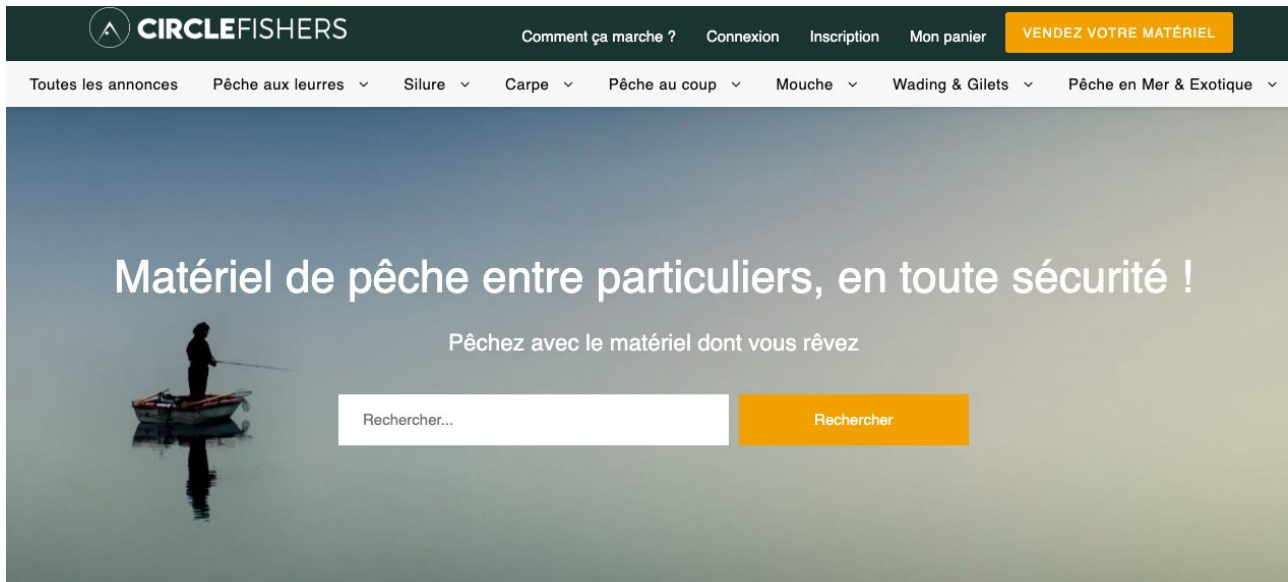 CIRCLEFISHERS
Comment ça marche ? Connexion Inscription Mon panier VENDEZ VOTRE MATÉRIEL
Toutes les annonces Pêche aux leurres Silure Carpe Pêche au coup Mouche Wading & Gilets Pêche en Mer & Exotique
Matériel de pêche entre particuliers, en toute sécurité !
Pêchez avec le matériel dont vous rêvez
Rechercher... Rechercher